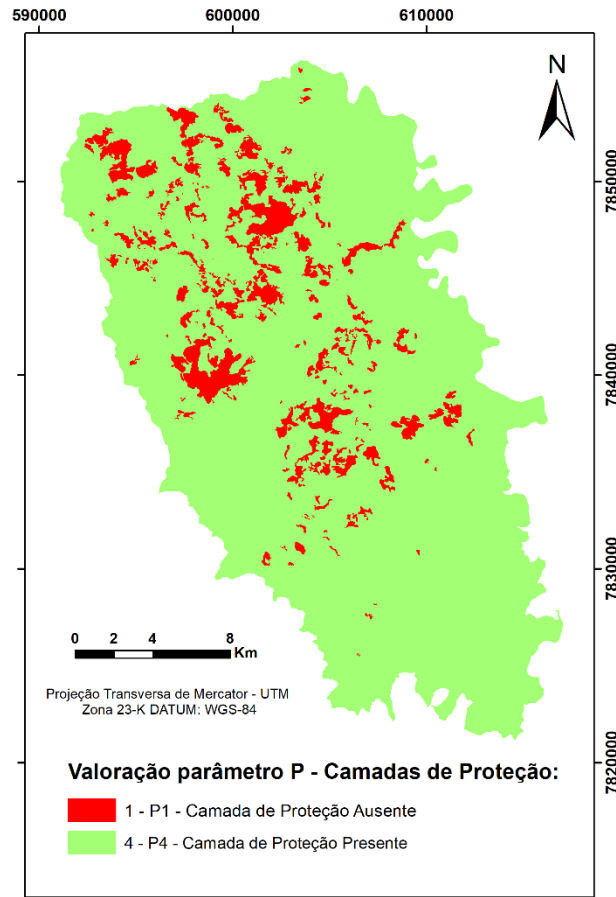 590000 600000 610000
N
7850000
7840000
7830000
7820000
0 2 4 8
Km
Projeção Transversa de Mercator - UTM
Zona 23-K DATUM: WGS-84
Valoração parâmetro P - Camadas de Proteção:
1 - P1 - Camada de Proteção Ausente
4 - P4 - Camada de Proteção Presente